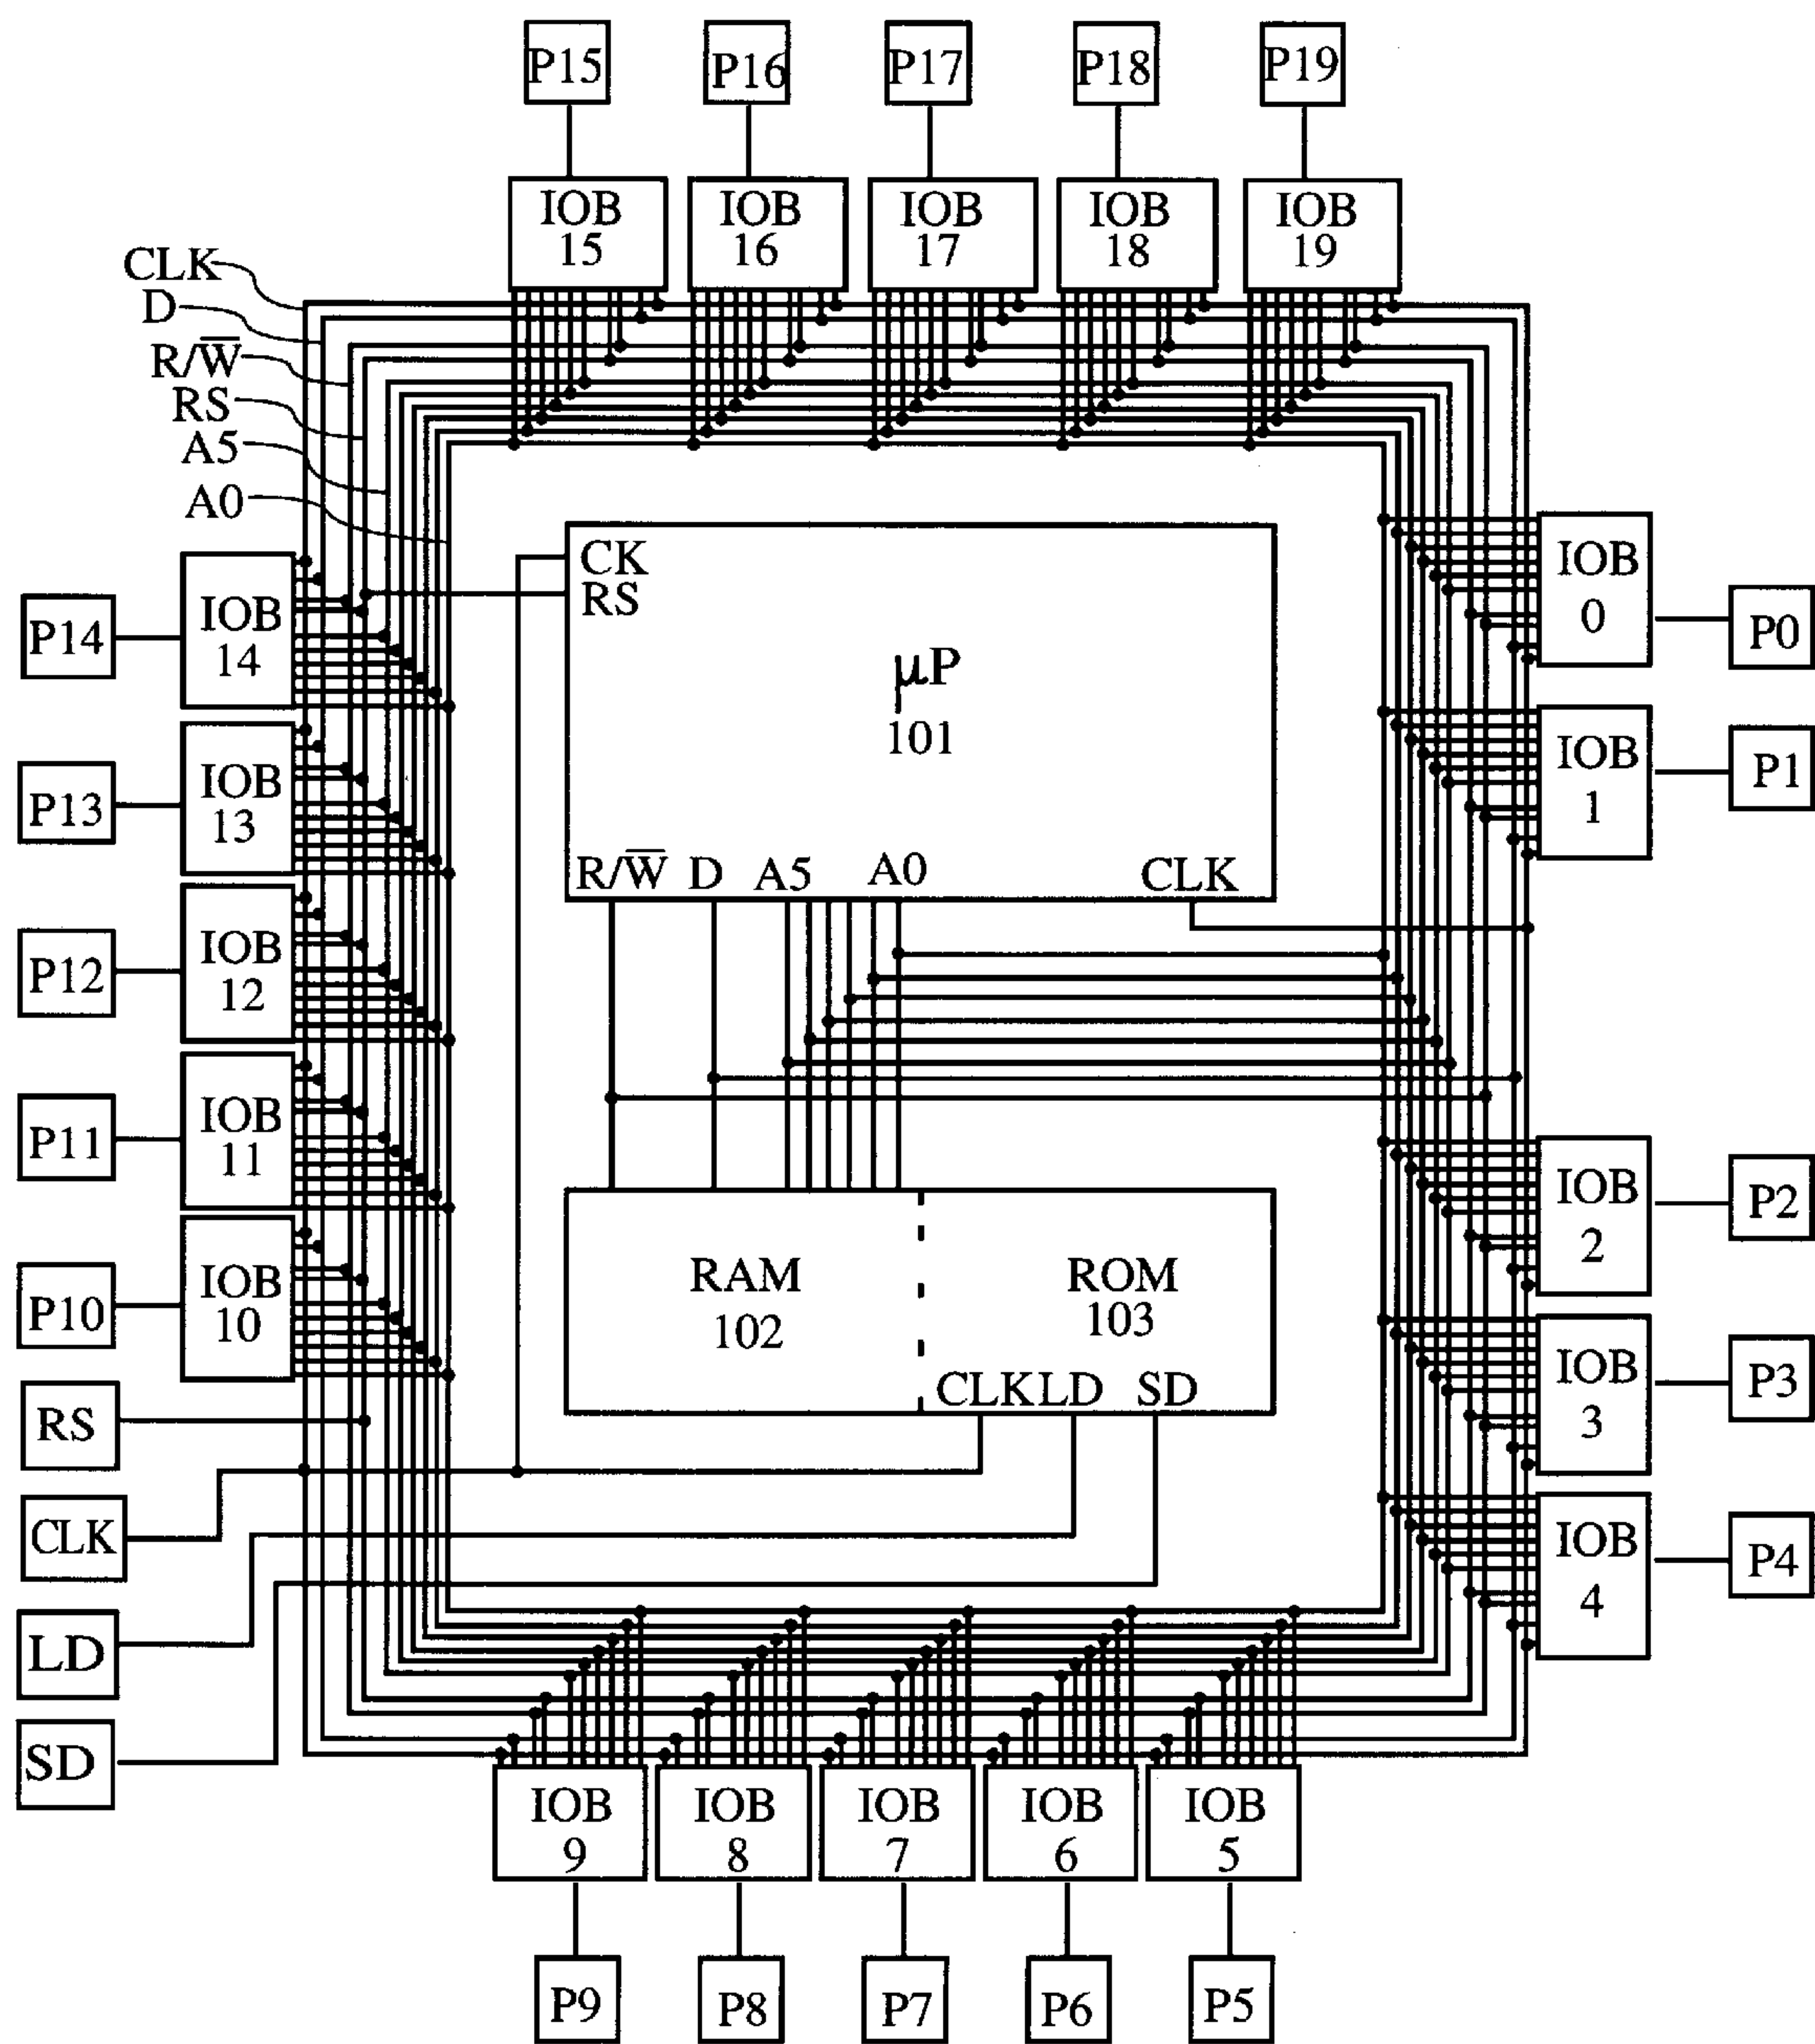 P15
P16
P17
P18
P19
IOB
15
IOB
16
IOB
17
IOB
18
IOB
19
CLK
D
R/W̅
RS
A5
A0
CK
RS
μP
101
R/W̅ D A5 A0 CLK
IOB
14
P14
IOB
13
P13
IOB
12
P12
IOB
11
P11
IOB
10
P10
IOB
0
P0
IOB
1
P1
IOB
2
P2
IOB
3
P3
IOB
4
P4
RAM
102
ROM
103
CLK LD SD
RS
CLK
LD
SD
IOB
9
IOB
8
IOB
7
IOB
6
IOB
5
P9
P8
P7
P6
P5